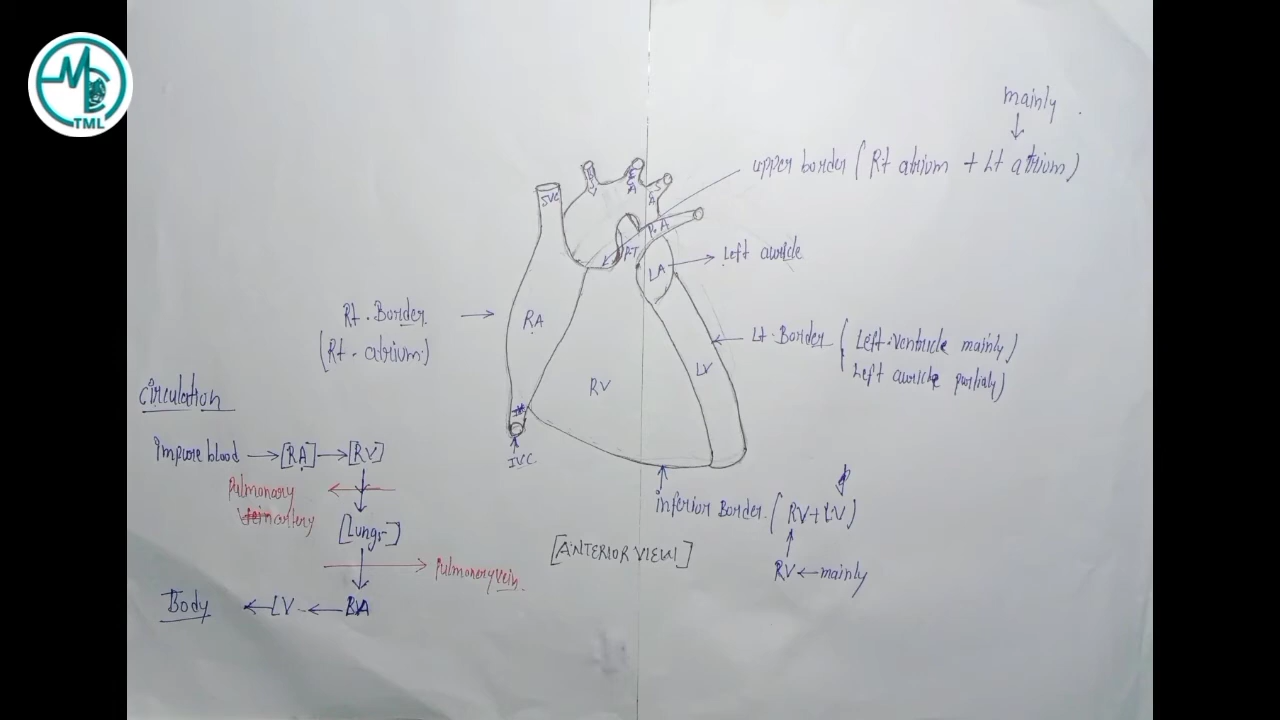 TML
mainly
upper border (Rt atrium + Lt atrium)
SVC
P.A
PT
LA
Left auricle
Rt. Border
(Rt. atrium)
RA
Lt. Border (Left ventricle mainly)
Left auricle partialy)
LV
RV
circulation
impure blood → [RA] → [RV]
IVC
Pulmonary
artery
inferior Border. (RV + LV)
[Lungs]
[ANTERIOR VIEW]
Pulmonary vein
RV ← mainly
Body ← LV ←